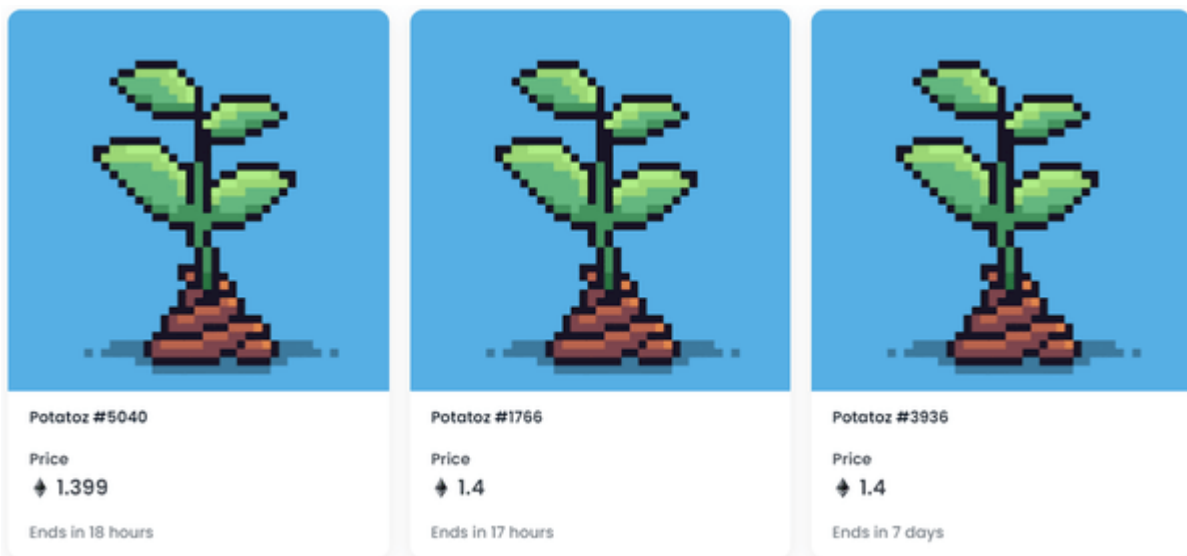 Potatoz #5040
Price
1.399
Ends in 18 hours
Potatoz #1766
Price
1.4
Ends in 17 hours
Potatoz #3936
Price
1.4
Ends in 7 days